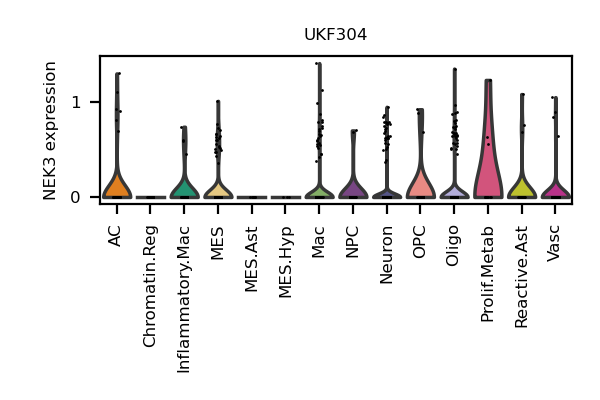 UKF304
NEK3 expression
1
0
AC
Chromatin.Reg
Inflammatory.Mac
MES
MES.Ast
MES.Hyp
Mac
NPC
Neuron
OPC
Oligo
Prolif.Metab
Reactive.Ast
Vasc